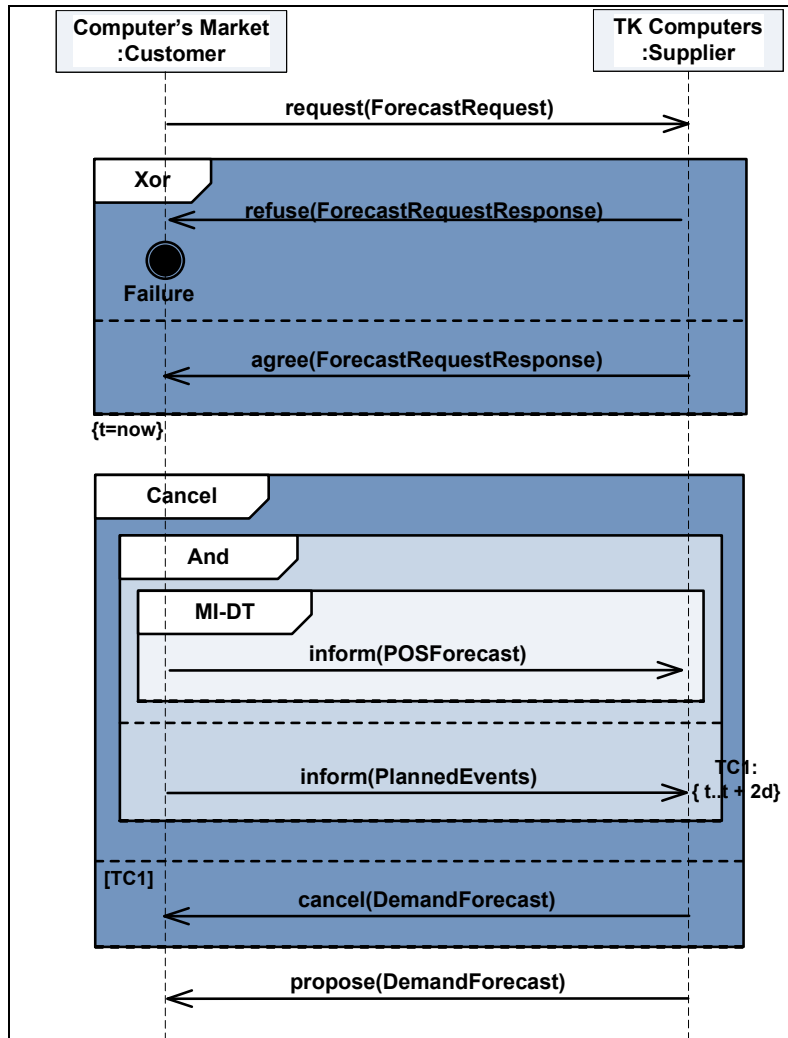 Computer’s Market
:Customer
TK Computers
:Supplier
request(ForecastRequest)
Xor
refuse(ForecastRequestResponse)
Failure
agree(ForecastRequestResponse)
{t=now}
Cancel
And
MI-DT
inform(POSForecast)
inform(PlannedEvents)
TC1:
{ t..t + 2d}
[TC1]
cancel(DemandForecast)
propose(DemandForecast)